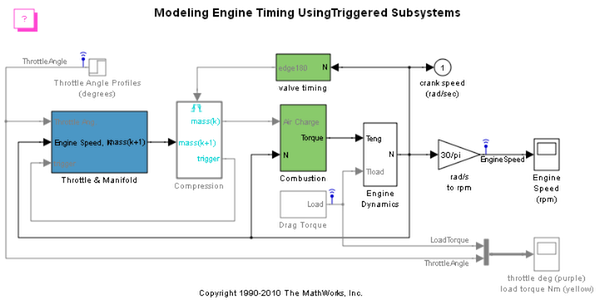 Modeling Engine Timing UsingTriggered Subsystems
?
ThrottleAngle
Throttle Angle Profiles
(degrees)
edge180
N
valve timing
1
crank speed
(rad/sec)
Engine Speed, N
mass(k+1)
Throttle & Manifold
mass(k)
mass(k+1)
trigger
Compression
Air Charge
Torque
N
Combustion
Teng
N
Tload
Engine
Dynamics
30/pi
rad/s
to rpm
EngineSpeed
Engine
Speed
(rpm)
Load
Drag Torque
LoadTorque
ThrottleAngle
throttle deg (purple)
load torque Nm (yellow)
Copyright 1990-2010 The MathWorks, Inc.